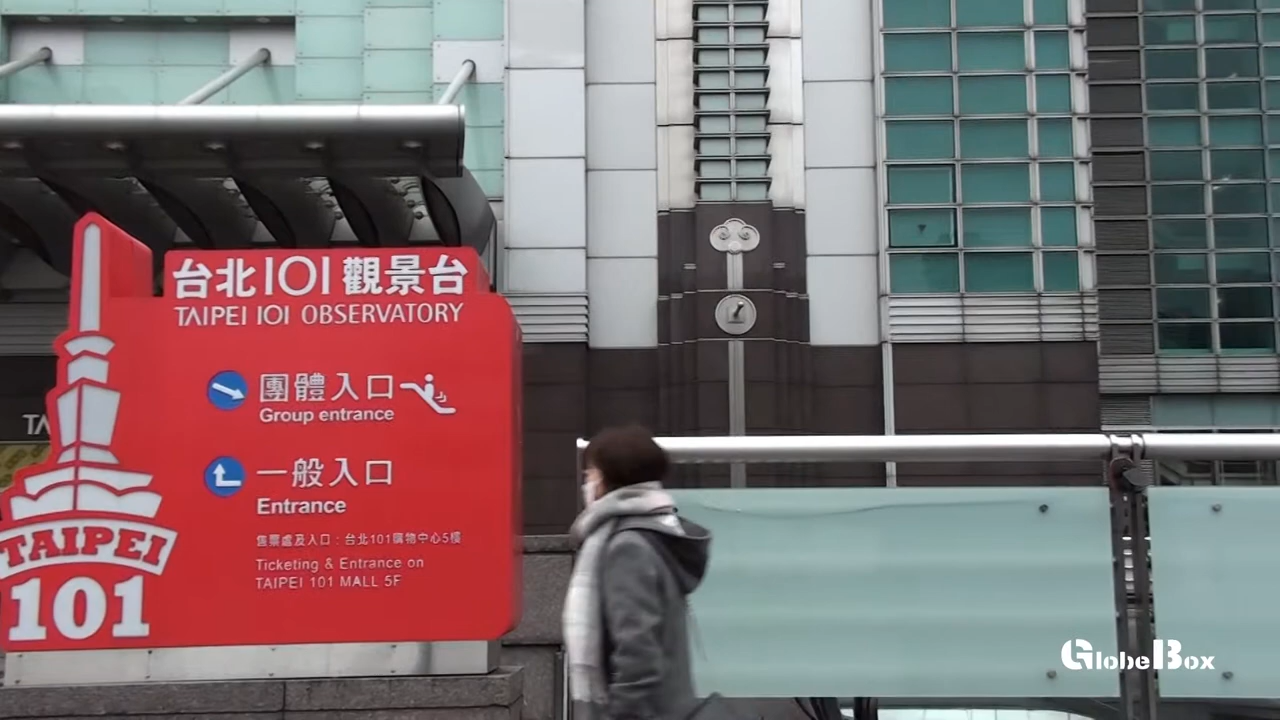 台北101觀景台
TAIPEI 101 OBSERVATORY
團體入口
Group entrance
一般入口
Entrance
售票處及入口：台北101購物中心5樓
Ticketing & Entrance on
TAIPEI 101 MALL 5F
TAIPEI
101
TA
GlobeBox